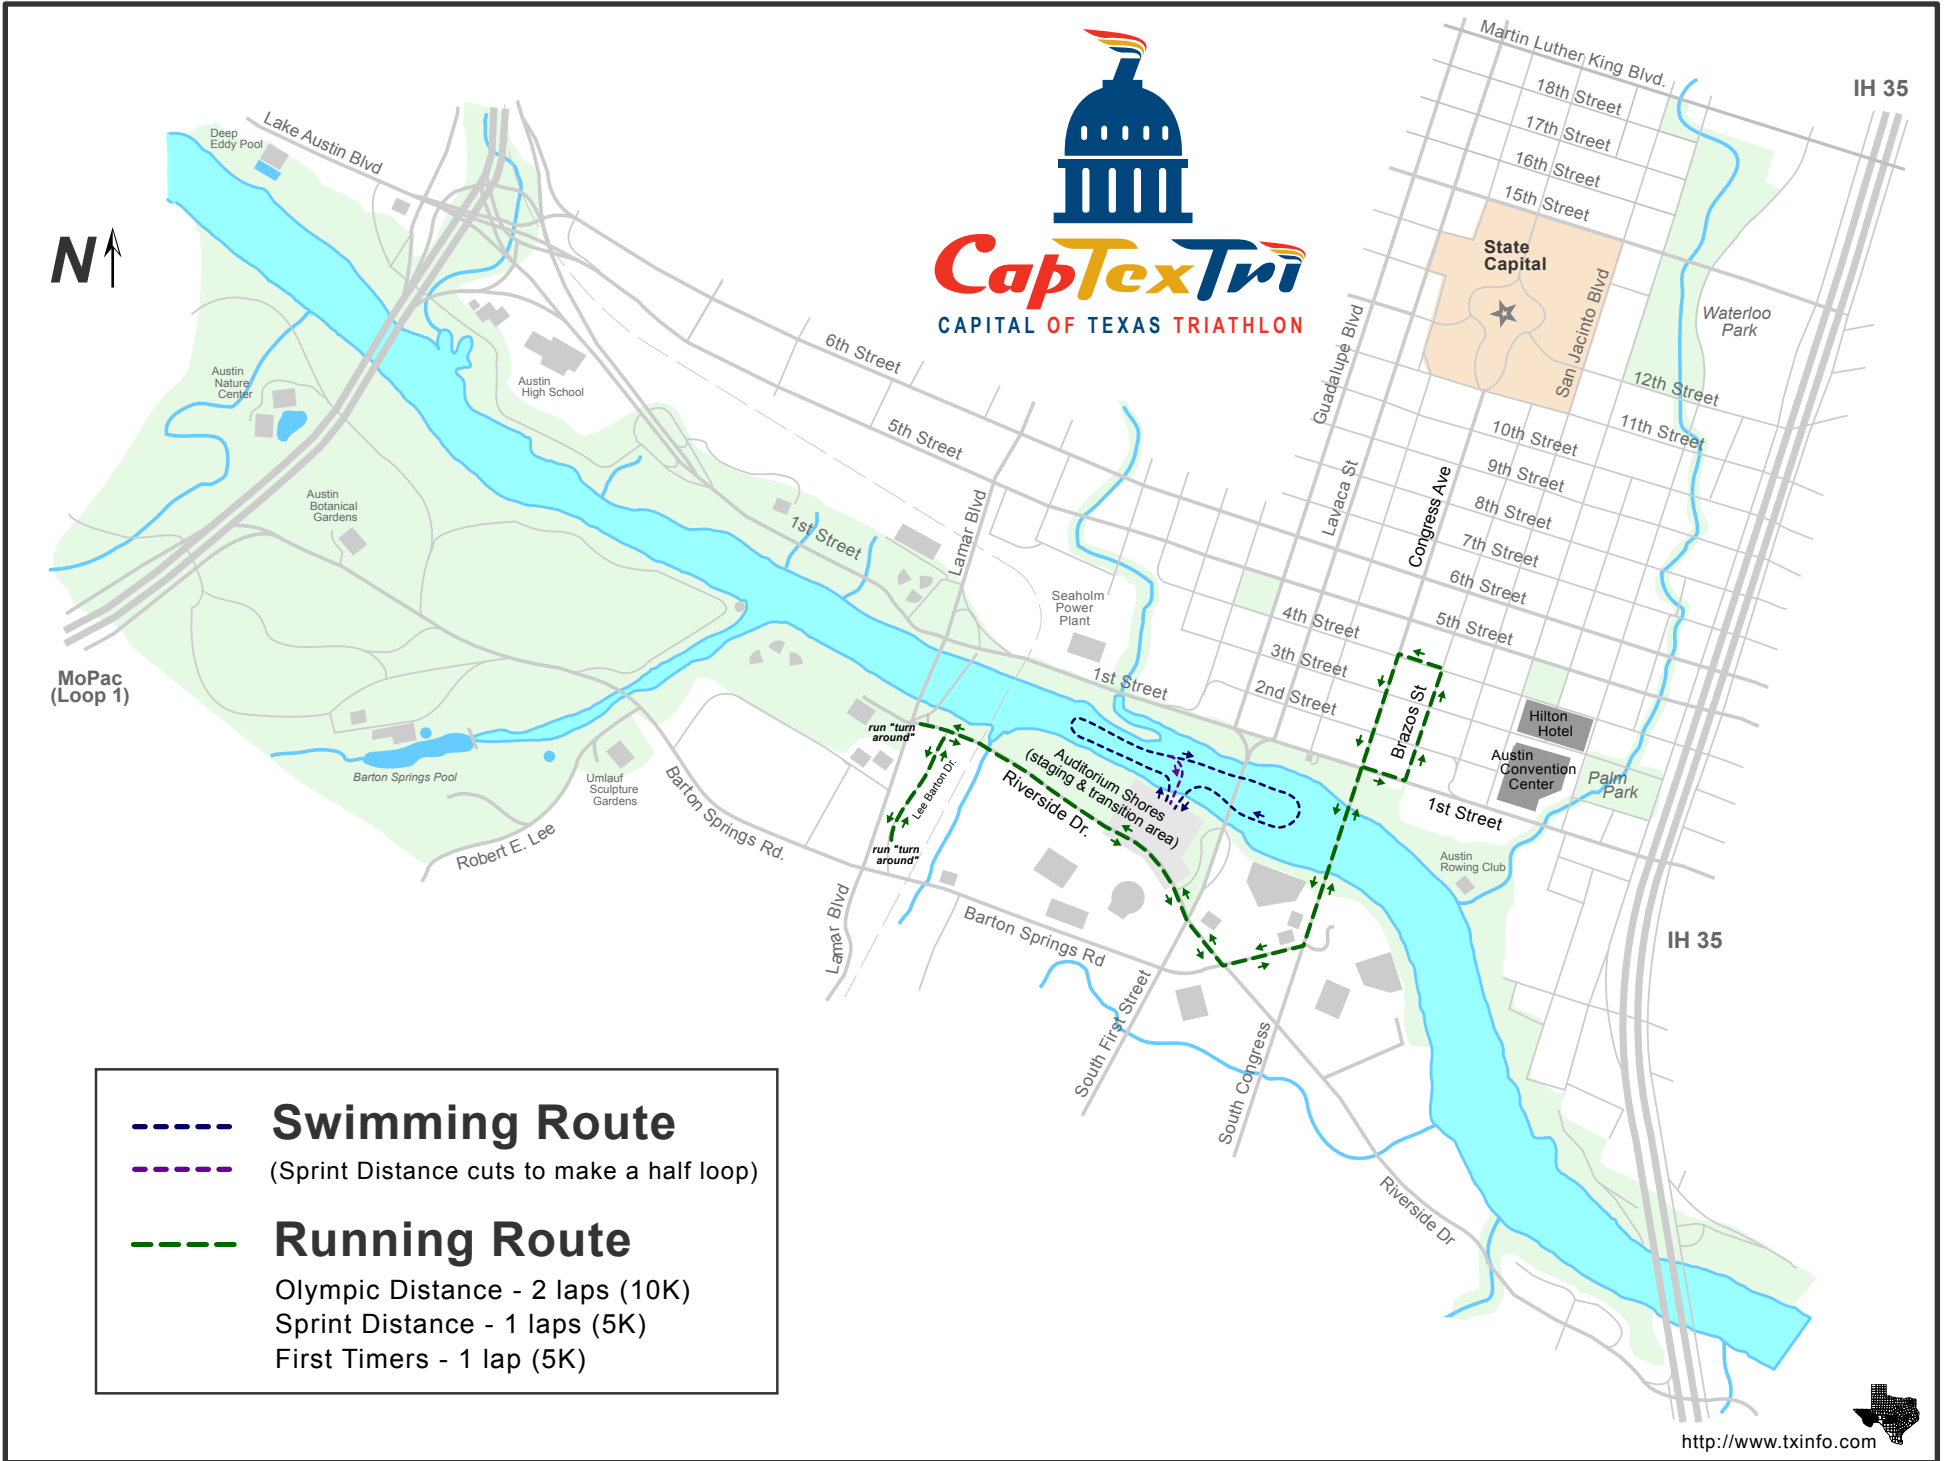 Martin Luther King Blvd.
IH 35
18th Street
17th Street
16th Street
15th Street
Deep
Eddy Pool
Lake Austin Blvd
N
CapTexTri
CAPITAL OF TEXAS TRIATHLON
State
Capital
San Jacinto Blvd
Waterloo
Park
Guadalupe Blvd
6th Street
5th Street
Austin
Nature
Center
Austin
High School
12th Street
11th Street
10th Street
9th Street
8th Street
7th Street
6th Street
5th Street
4th Street
3th Street
2nd Street
Lavaca St
Congress Ave
Austin
Botanical
Gardens
1st Street
Lamar Blvd
Seaholm
Power
Plant
1st Street
MoPac
(Loop 1)
Brazos St
Hilton
Hotel
Austin
Convention
Center
Palm
Park
1st Street
run "turn
around"
Auditorium Shores
(staging & transition area)
Riverside Dr.
Lee Barton Dr.
run "turn
around"
Barton Springs Pool
Umlauf
Sculpture
Gardens
Robert E. Lee
Barton Springs Rd.
Austin
Rowing Club
Lamar Blvd
Barton Springs Rd
South First Street
South Congress
IH 35
Riverside Dr
Swimming Route
(Sprint Distance cuts to make a half loop)
Running Route
Olympic Distance - 2 laps (10K)
Sprint Distance - 1 laps (5K)
First Timers - 1 lap (5K)
http://www.txinfo.com